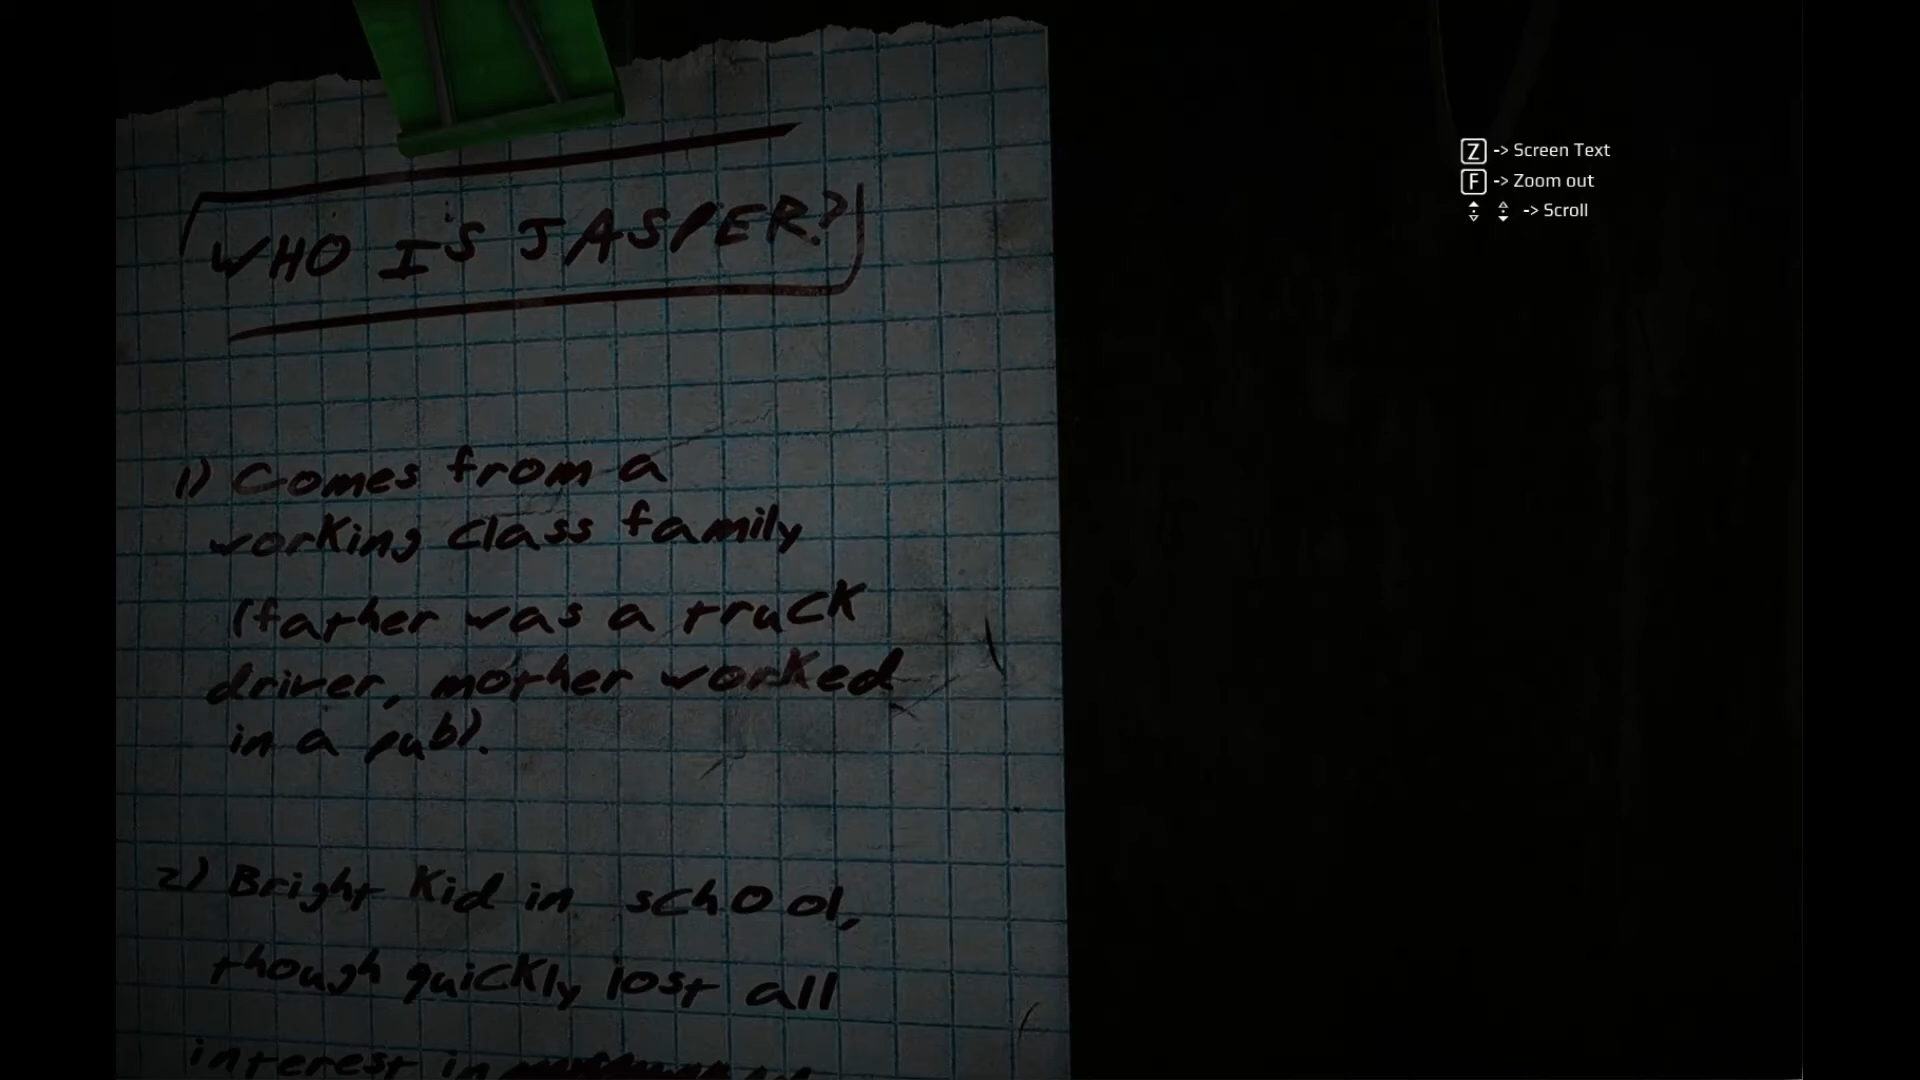 WHO IS JASPER?
1) Comes from a
working class family
(father was a truck
driver, mother worked
in a pub).
2) Bright Kid in school,
though quickly lost all
interest in
Z -> Screen Text
F -> Zoom out
-> Scroll